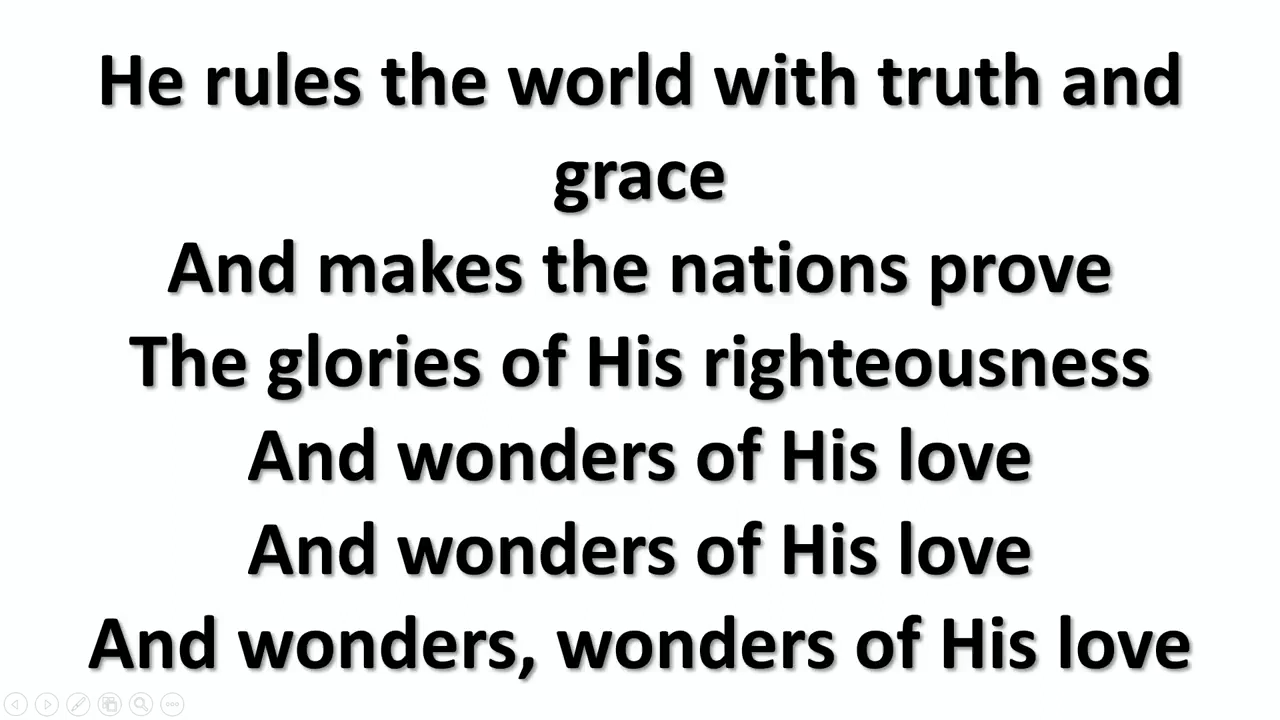 He rules the world with truth and
grace
And makes the nations prove
The glories of His righteousness
And wonders of His love
And wonders of His love
And wonders, wonders of His love